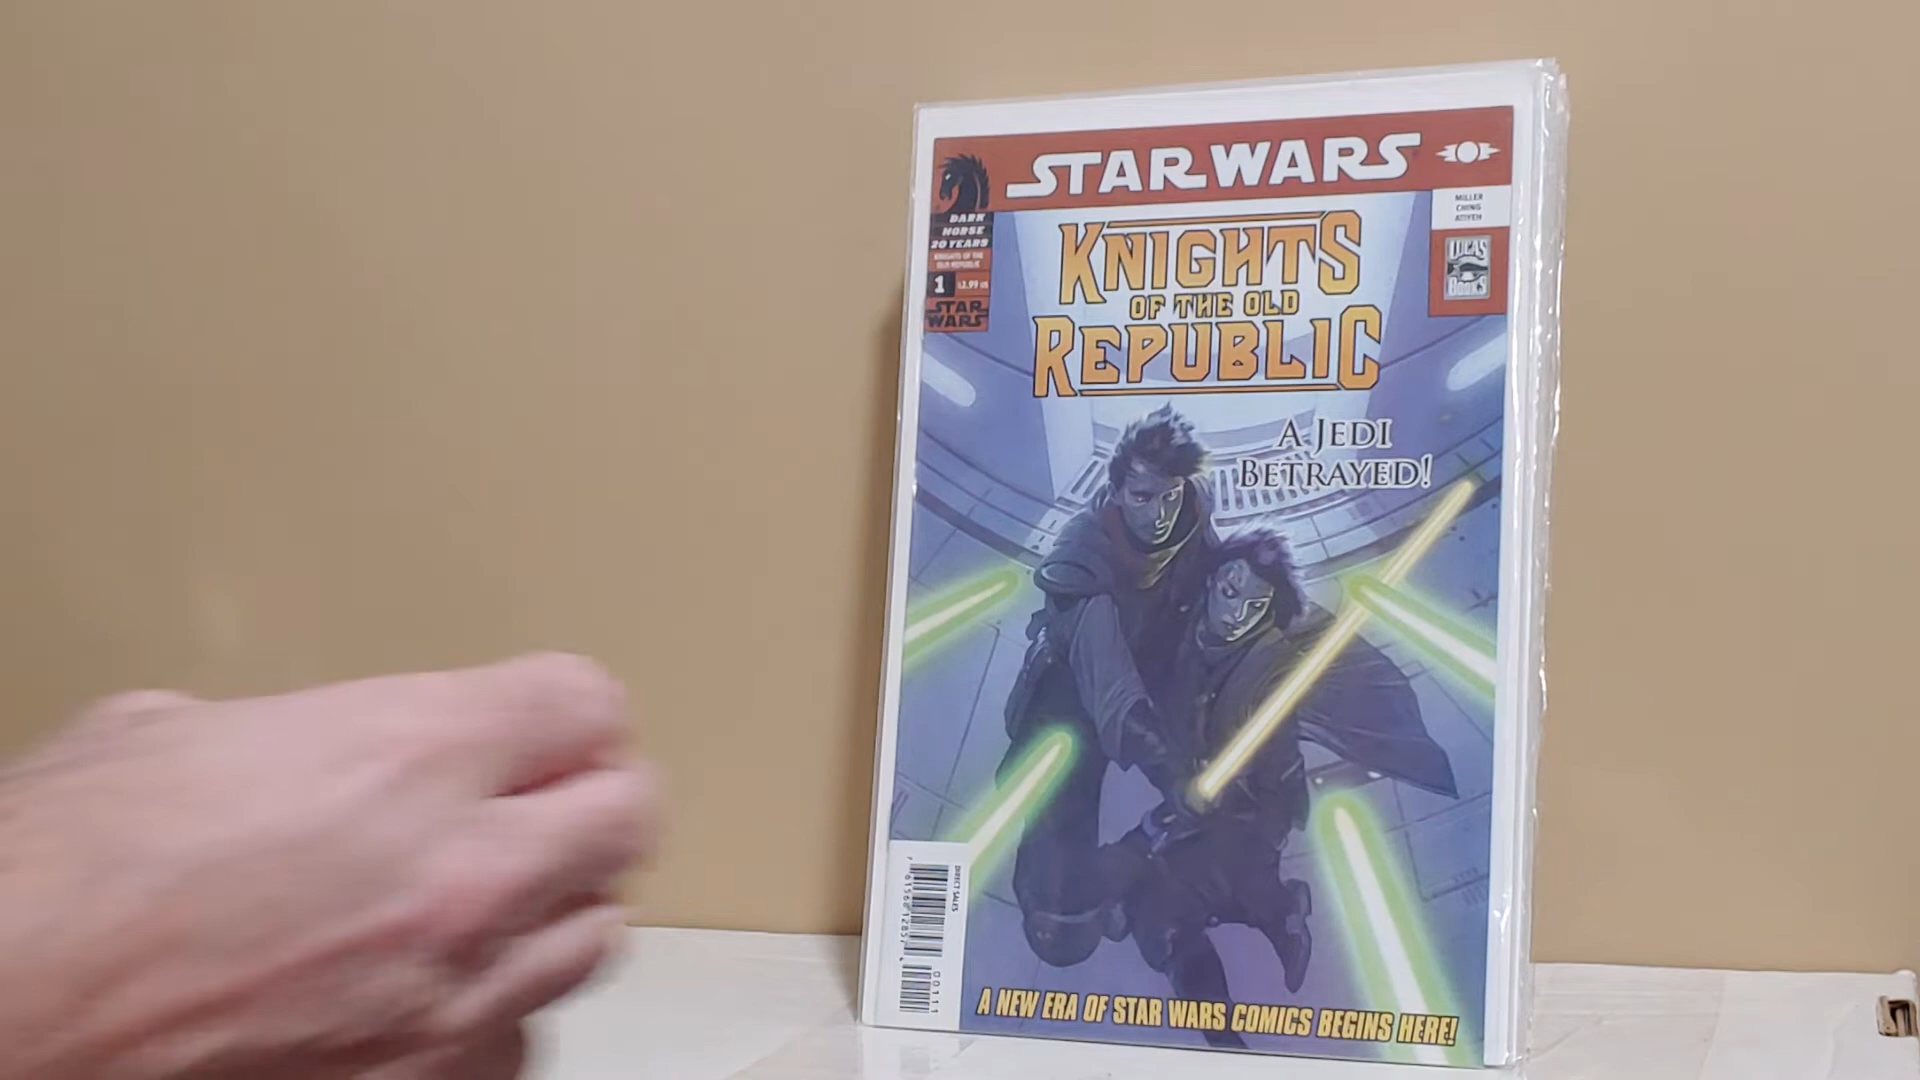 STAR WARS
DARK
HORSE
20 YEARS
KNIGHTS OF THE
OLD REPUBLIC
1 $2.99 US
STAR
WARS
MILLER
CHING
ATIYEH
LUCAS
BOOKS
KNIGHTS
OF THE OLD
REPUBLIC
A JEDI
BETRAYED!
DIRECT SALES
00111
A NEW ERA OF STAR WARS COMICS BEGINS HERE!